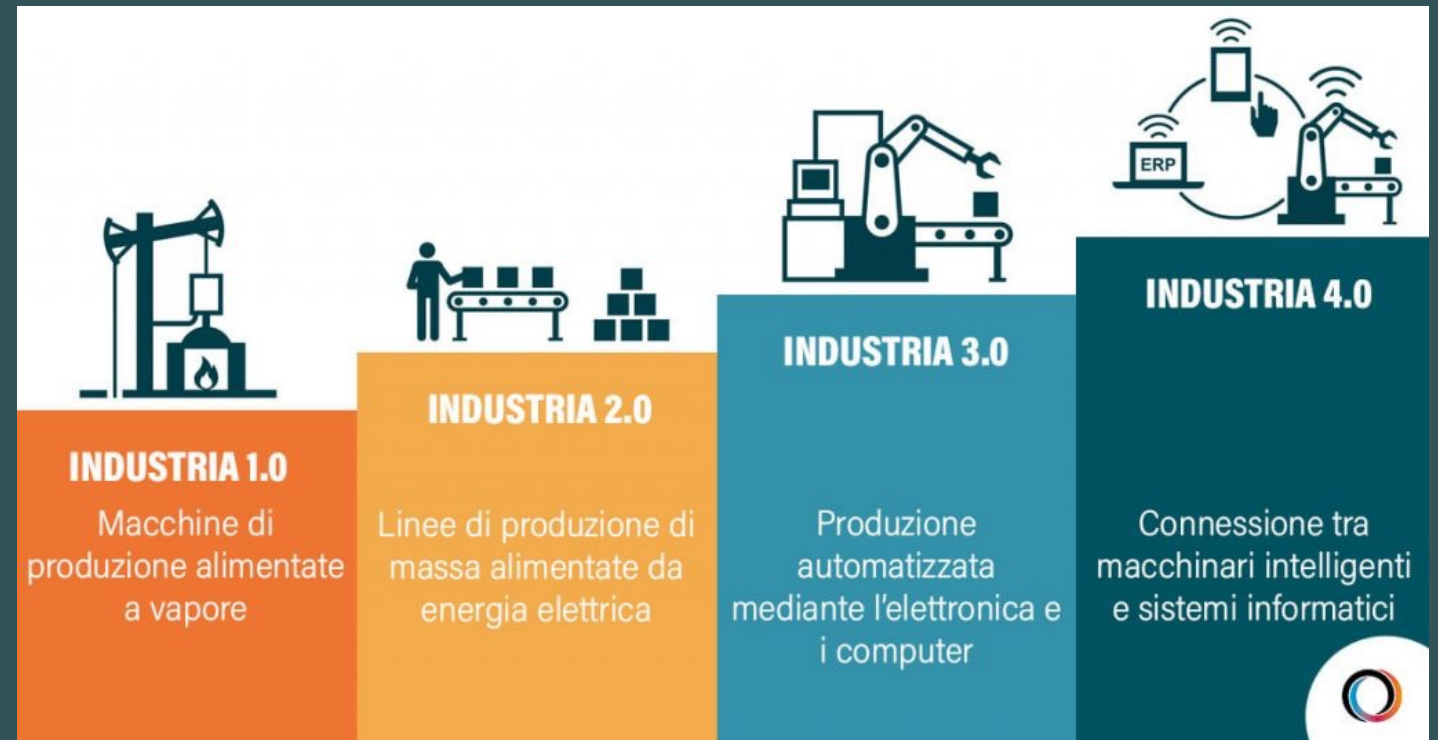 INDUSTRIA 1.0
Macchine di
produzione alimentate
a vapore
INDUSTRIA 2.0
Linee di produzione di
massa alimentate da
energia elettrica
INDUSTRIA 3.0
Produzione
automatizzata
mediante l'elettronica e
i computer
ERP
INDUSTRIA 4.0
Connessione tra
macchinari intelligenti
e sistemi informatici